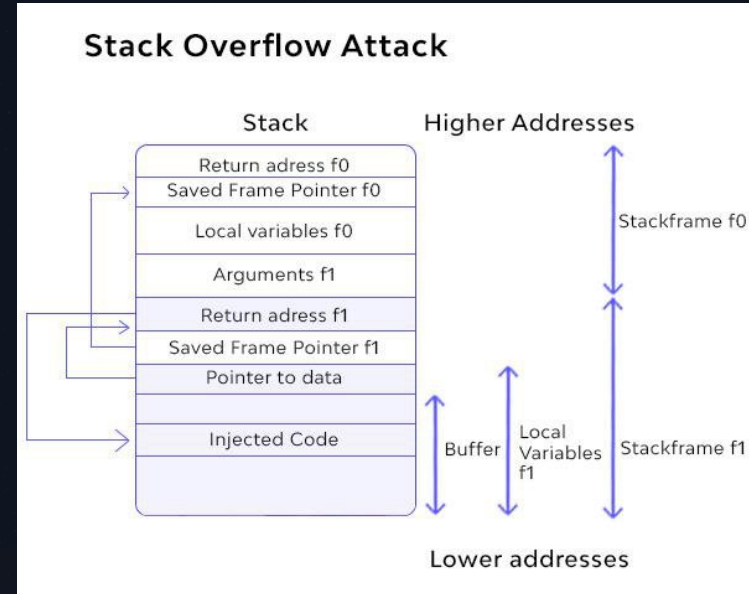 Stack Overflow Attack
Stack
Higher Addresses
Return adress f0
Saved Frame Pointer f0
Local variables f0
Arguments f1
Return adress f1
Saved Frame Pointer f1
Pointer to data
Injected Code
Buffer
Local
Variables
f1
Stackframe f0
Stackframe f1
Lower addresses